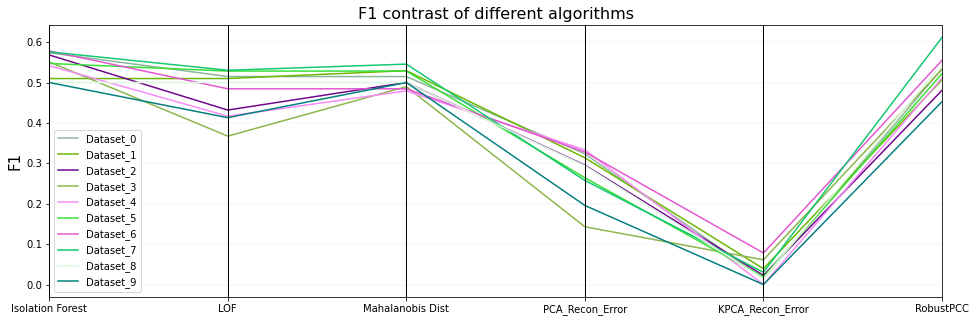 F1 contrast of different algorithms
F1
0.6
0.5
0.4
0.3
0.2
0.1
0.0
Dataset_0
Dataset_1
Dataset_2
Dataset_3
Dataset_4
Dataset_5
Dataset_6
Dataset_7
Dataset_8
Dataset_9
Isolation Forest
LOF
Mahalanobis Dist
PCA_Recon_Error
KPCA_Recon_Error
RobustPCC